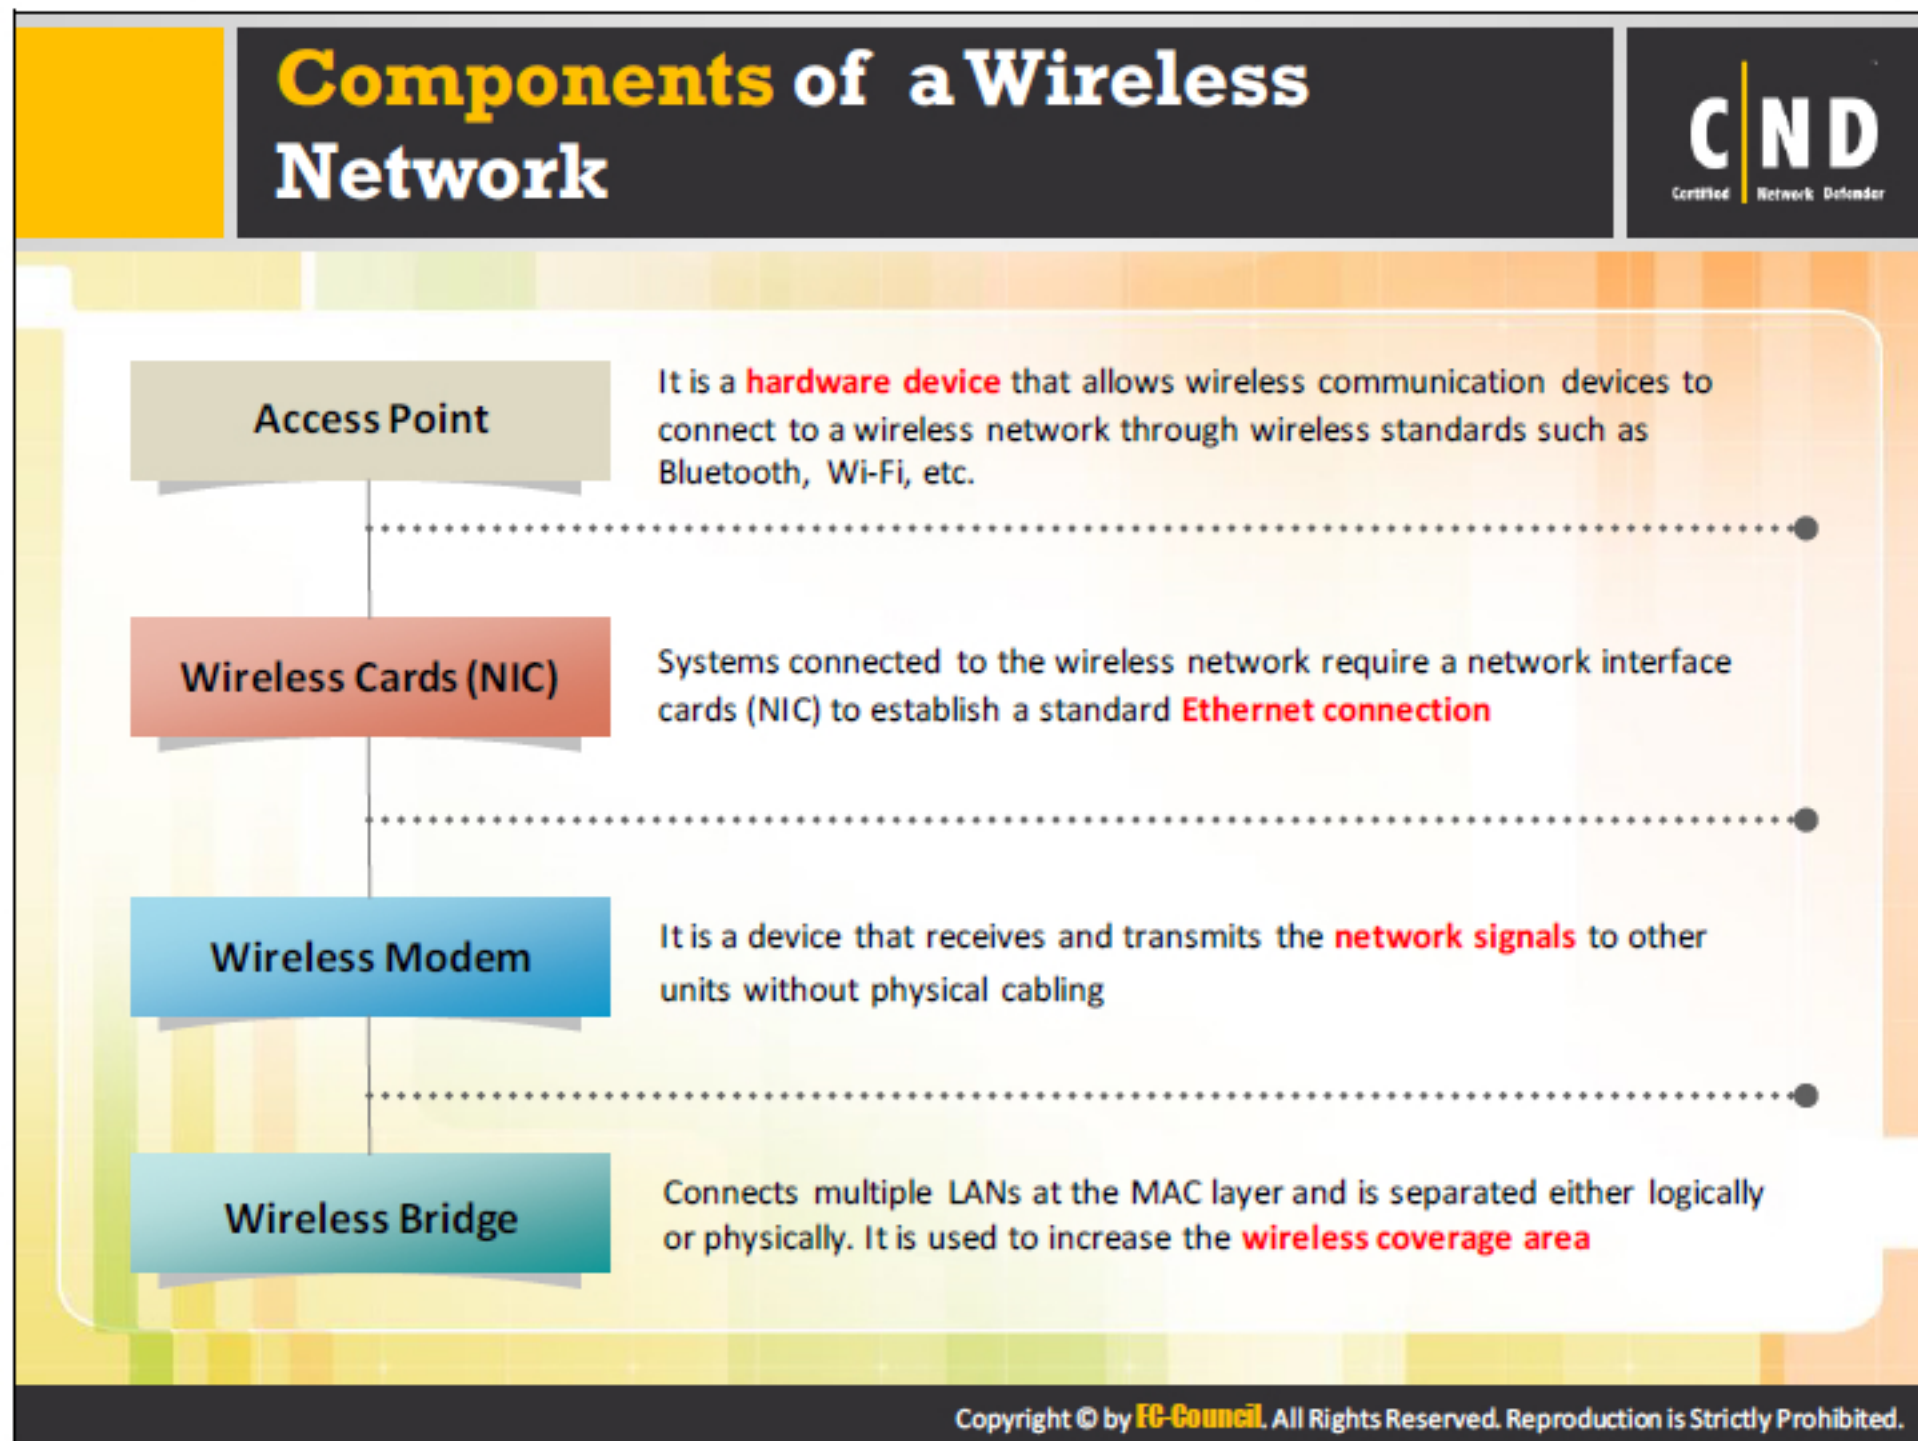 Components of a Wireless
Network
C|ND
Certified Network Defender
Access Point
It is a hardware device that allows wireless communication devices to
connect to a wireless network through wireless standards such as
Bluetooth, Wi-Fi, etc.
Wireless Cards (NIC)
Systems connected to the wireless network require a network interface
cards (NIC) to establish a standard Ethernet connection
Wireless Modem
It is a device that receives and transmits the network signals to other
units without physical cabling
Wireless Bridge
Connects multiple LANs at the MAC layer and is separated either logically
or physically. It is used to increase the wireless coverage area
Copyright © by EC-Council. All Rights Reserved. Reproduction is Strictly Prohibited.